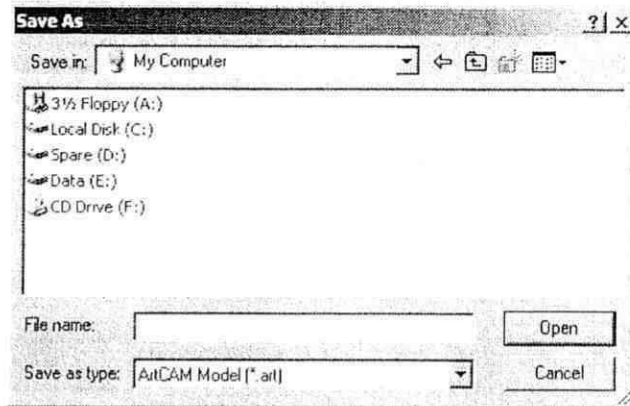 Save As
Save in: My Computer
3½ Floppy (A:)
Local Disk (C:)
Spare (D:)
Data (E:)
CD Drive (F:)
File name: Open
Save as type: ArtCAM Model (*.art) Cancel